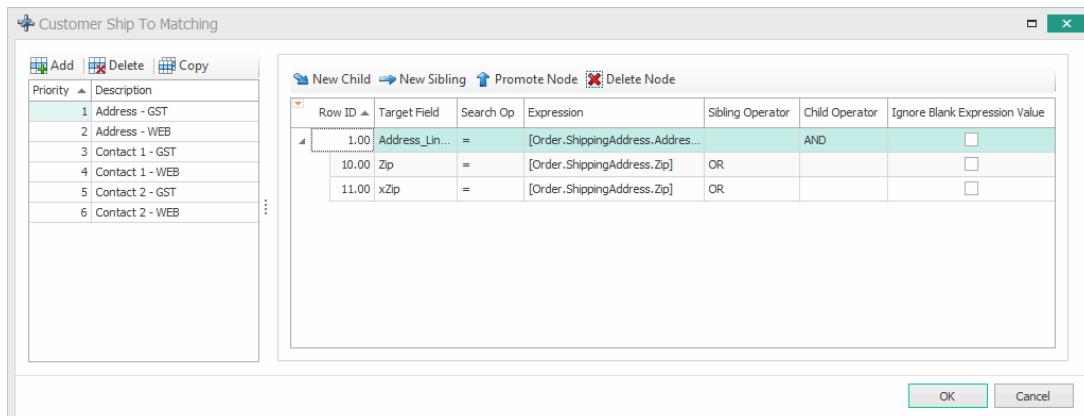 Customer Ship To Matching
Add Delete Copy
Priority Description
1 Address - GST
2 Address - WEB
3 Contact 1 - GST
4 Contact 1 - WEB
5 Contact 2 - GST
6 Contact 2 - WEB
New Child New Sibling Promote Node Delete Node
Row ID Target Field Search Op Expression Sibling Operator Child Operator Ignore Blank Expression Value
1.00 Address_Lin... = [Order.ShippingAddress.Addres... AND
10.00 Zip = [Order.ShippingAddress.Zip] OR
11.00 xZip = [Order.ShippingAddress.Zip] OR
OK Cancel